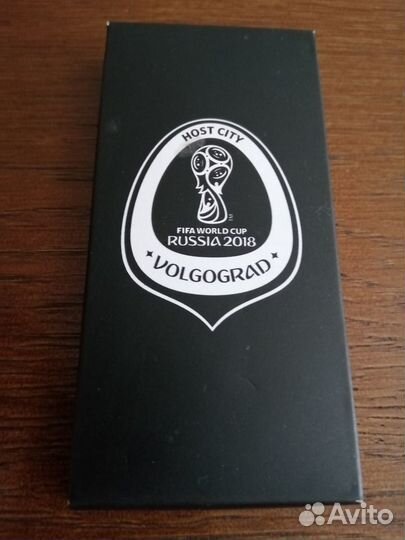 HOST CITY
FIFA WORLD CUP
RUSSIA 2018
VOLGOGRAD
Avito